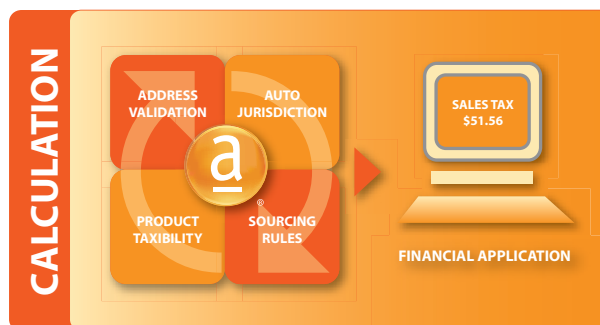 CALCULATION
ADDRESS
VALIDATION
AUTO
JURISDICTION
a
®
PRODUCT
TAXIBILITY
SOURCING
RULES
SALES TAX
$51.56
FINANCIAL APPLICATION